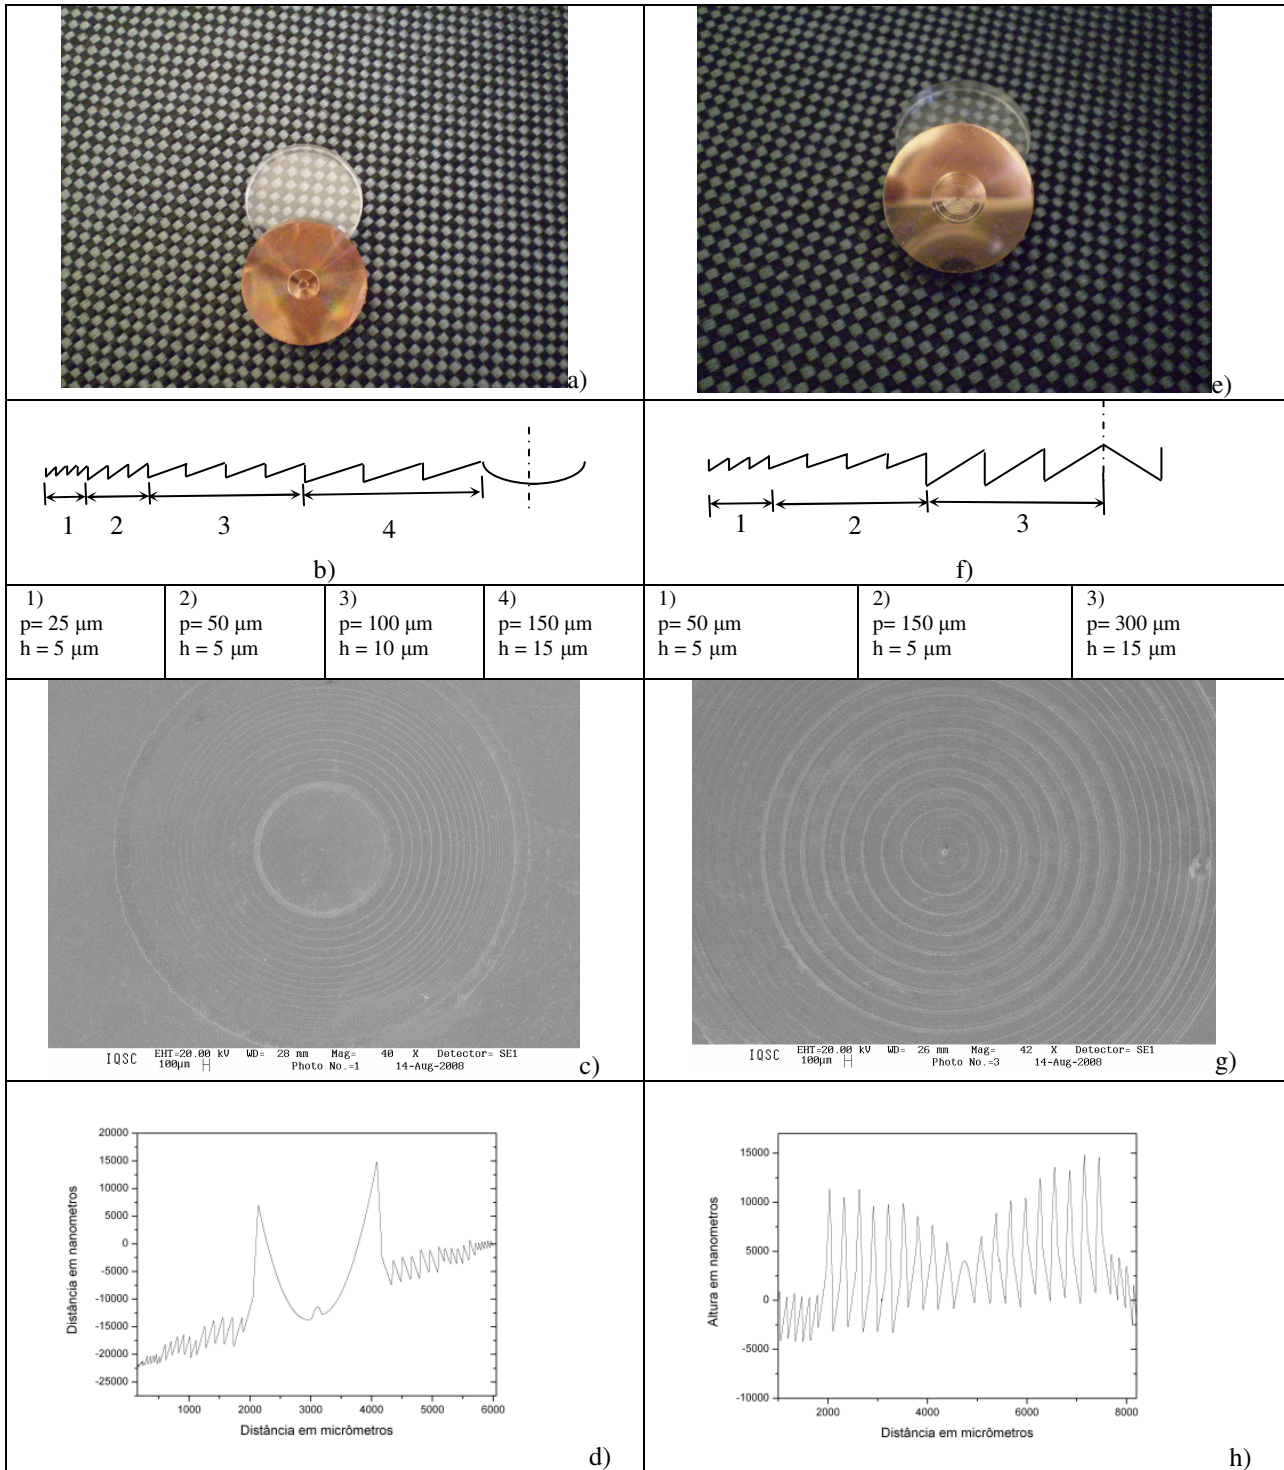 a)
e)
1 2 3 4
b)
1 2 3
f)
1)
p= 25 µm
h = 5 µm
2)
p= 50 µm
h = 5 µm
3)
p= 100 µm
h = 10 µm
4)
p= 150 µm
h = 15 µm
1)
p= 50 µm
h = 5 µm
2)
p= 150 µm
h = 5 µm
3)
p= 300 µm
h = 15 µm
IQSC EHT=20.00 kV WD= 28 mm Mag= 40 X Detector= SE1
100µm Photo No.=1 14-Aug-2008
c)
IQSC EHT=20.00 kV WD= 26 mm Mag= 42 X Detector= SE1
100µm Photo No.=3 14-Aug-2008
g)
Distância em nanometros
20000
15000
10000
5000
0
-5000
-10000
-15000
-20000
-25000
1000 2000 3000 4000 5000 6000
Distância em micrômetros
d)
Altura em nanometros
15000
10000
5000
0
-5000
-10000
2000 4000 6000 8000
Distância em micrômetros
h)